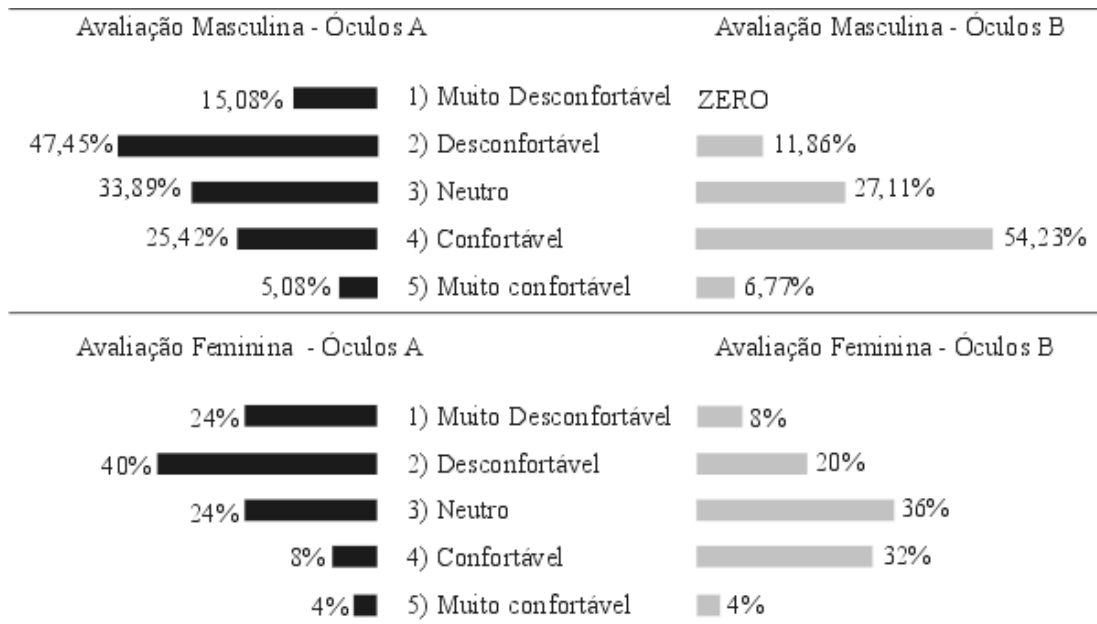 Avaliação Masculina - Óculos A Avaliação Masculina - Óculos B
15,08% 1) Muito Desconfortável ZERO
47,45% 2) Desconfortável 11,86%
33,89% 3) Neutro 27,11%
25,42% 4) Confortável 54,23%
5,08% 5) Muito confortável 6,77%
Avaliação Feminina - Óculos A Avaliação Feminina - Óculos B
24% 1) Muito Desconfortável 8%
40% 2) Desconfortável 20%
24% 3) Neutro 36%
8% 4) Confortável 32%
4% 5) Muito confortável 4%